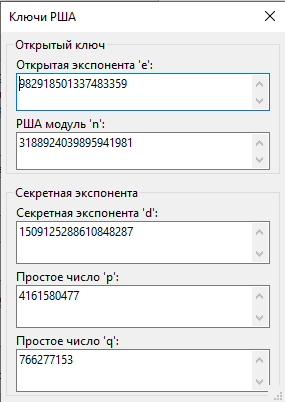 Ключи РША
Открытый ключ
Открытая экспонента 'e':
982918501337483359
РША модуль 'n':
3188924039895941981
Секретная экспонента
Секретная экспонента 'd':
1509125288610848287
Простое число 'p':
4161580477
Простое число 'q':
766277153